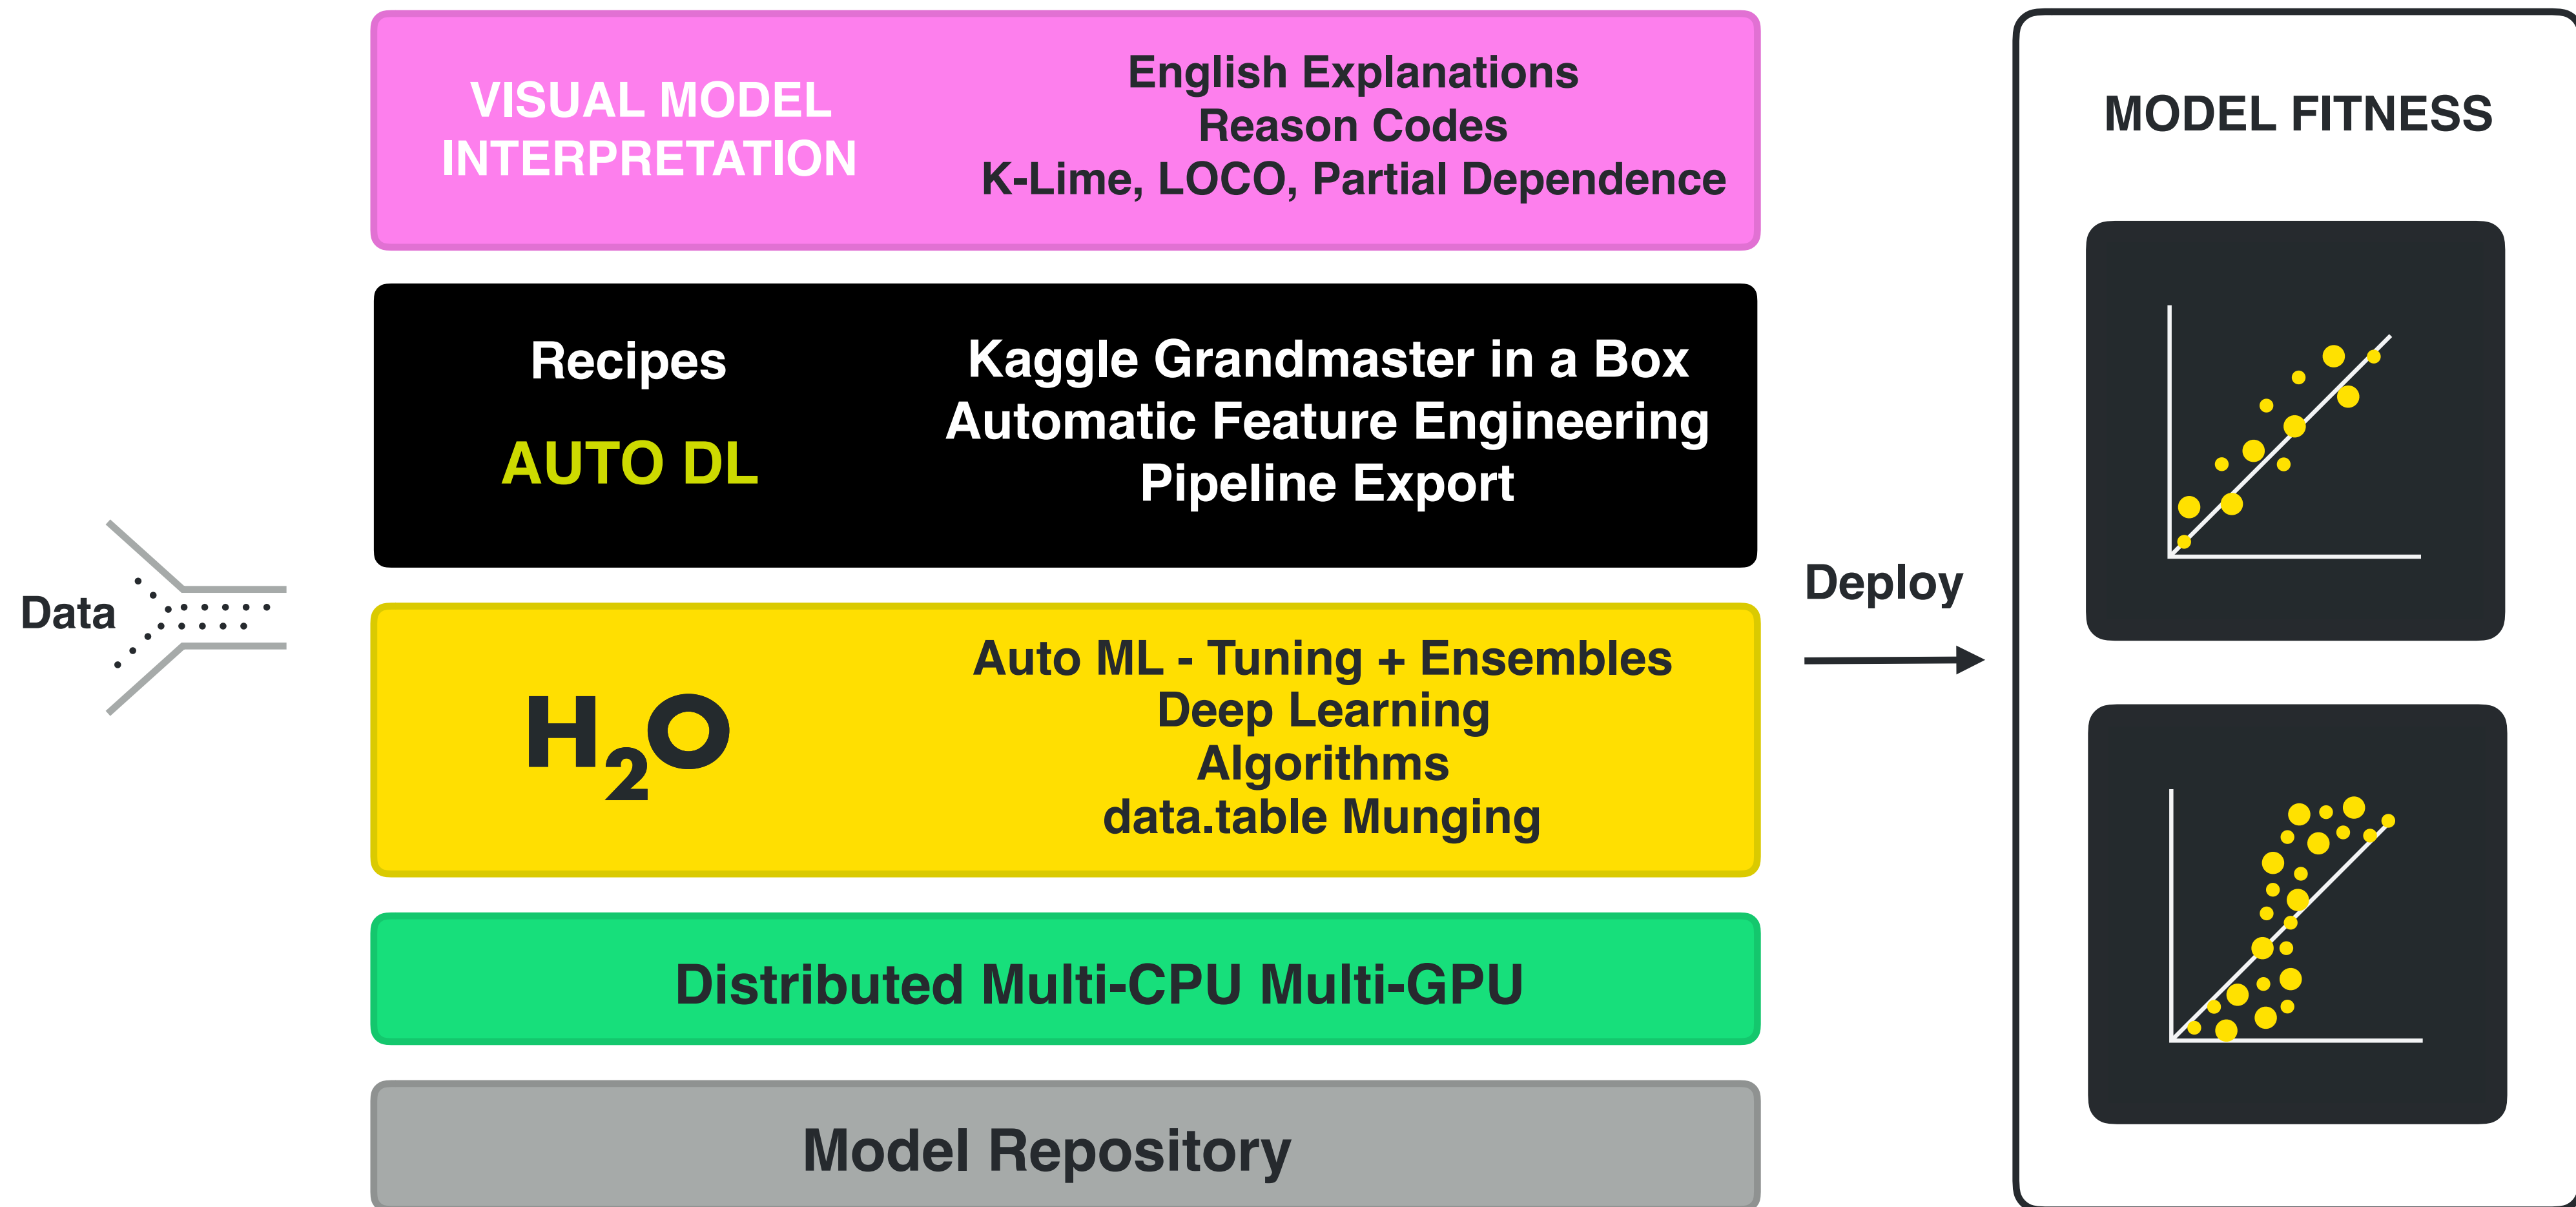 Data
VISUAL MODEL
INTERPRETATION
English Explanations
Reason Codes
K-Lime, LOCO, Partial Dependence
Recipes
AUTO DL
Kaggle Grandmaster in a Box
Automatic Feature Engineering
Pipeline Export
H2O
Auto ML - Tuning + Ensembles
Deep Learning
Algorithms
data.table Munging
Distributed Multi-CPU Multi-GPU
Model Repository
Deploy
MODEL FITNESS